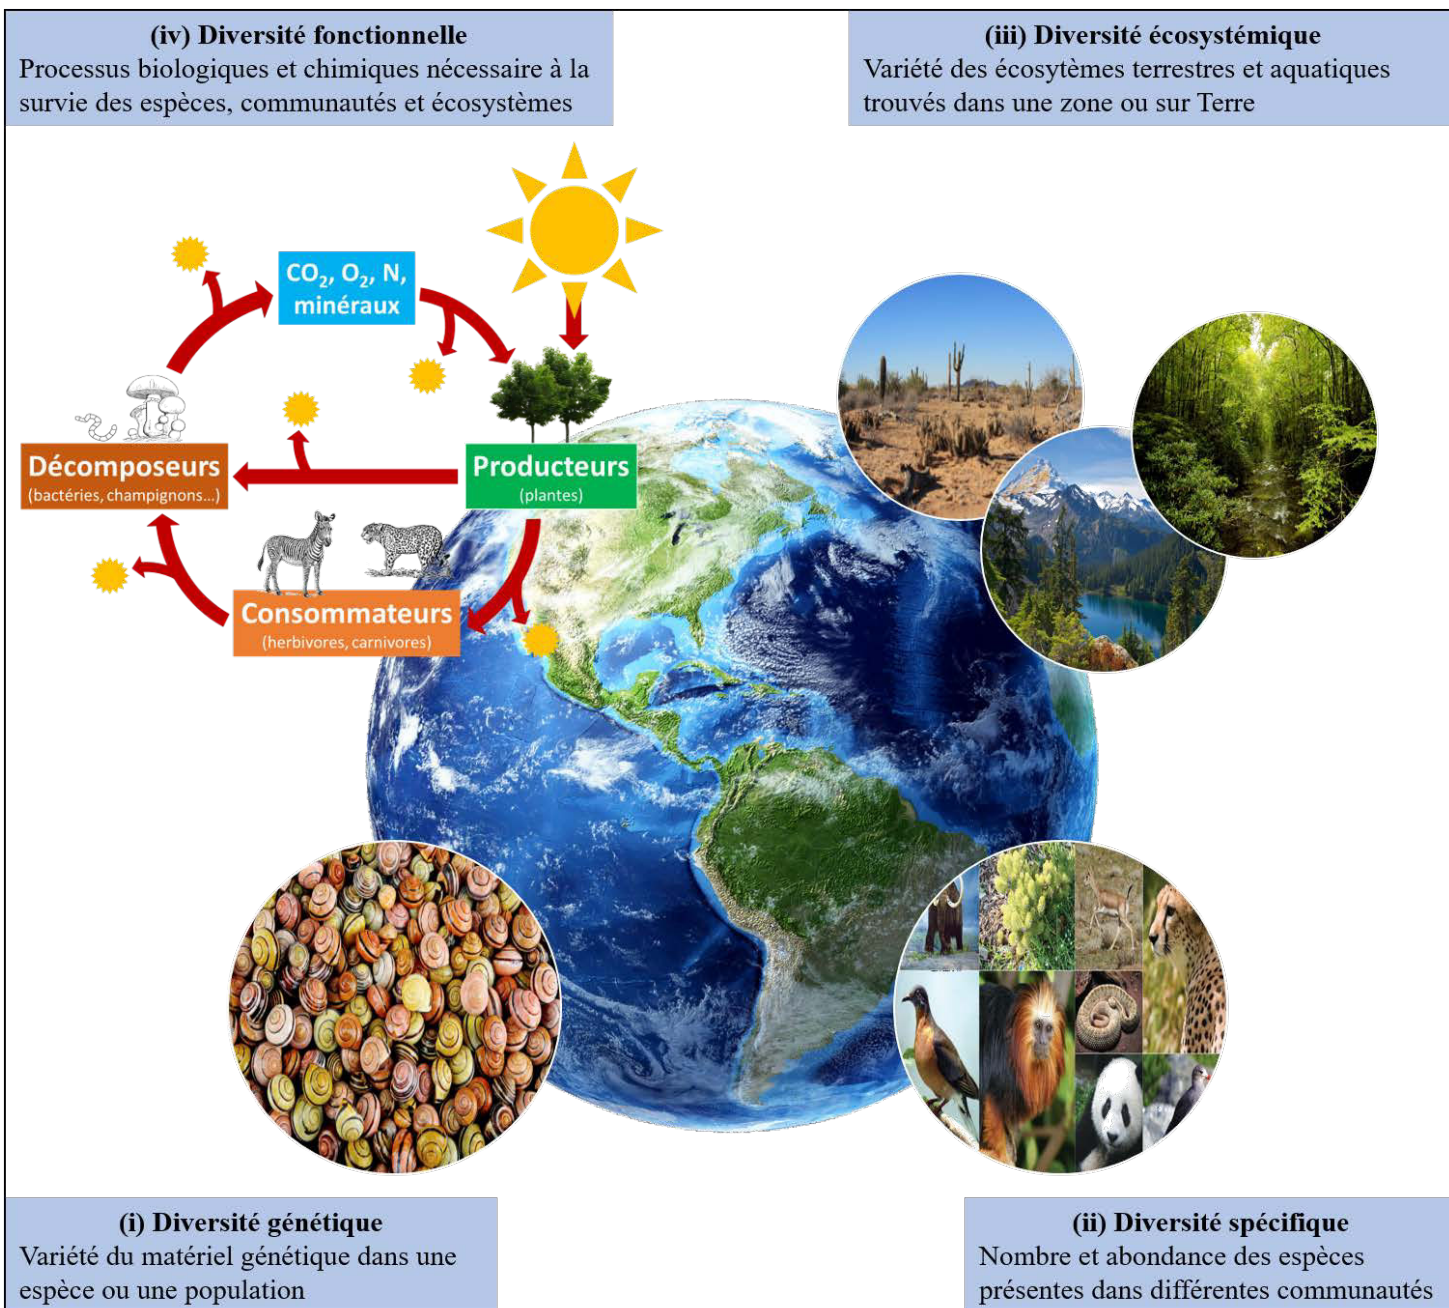 (iv) Diversité fonctionnelle
Processus biologiques et chimiques nécessaire à la
survie des espèces, communautés et écosystèmes
(iii) Diversité écosystémique
Variété des écosytèmes terrestres et aquatiques
trouvés dans une zone ou sur Terre
CO₂, O₂, N,
minéraux
Décomposeurs
(bactéries, champignons...)
Producteurs
(plantes)
Consommateurs
(herbivores, carnivores)
(i) Diversité génétique
Variété du matériel génétique dans une
espèce ou une population
(ii) Diversité spécifique
Nombre et abondance des espèces
présentes dans différentes communautés